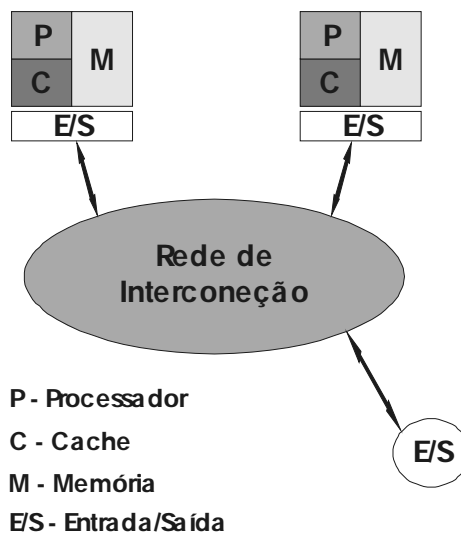 P
M
C
E/S
P
M
C
E/S
Rede de
Interconeção
E/S
P - Processador
C - Cache
M - Memória
E/S - Entrada/Saída